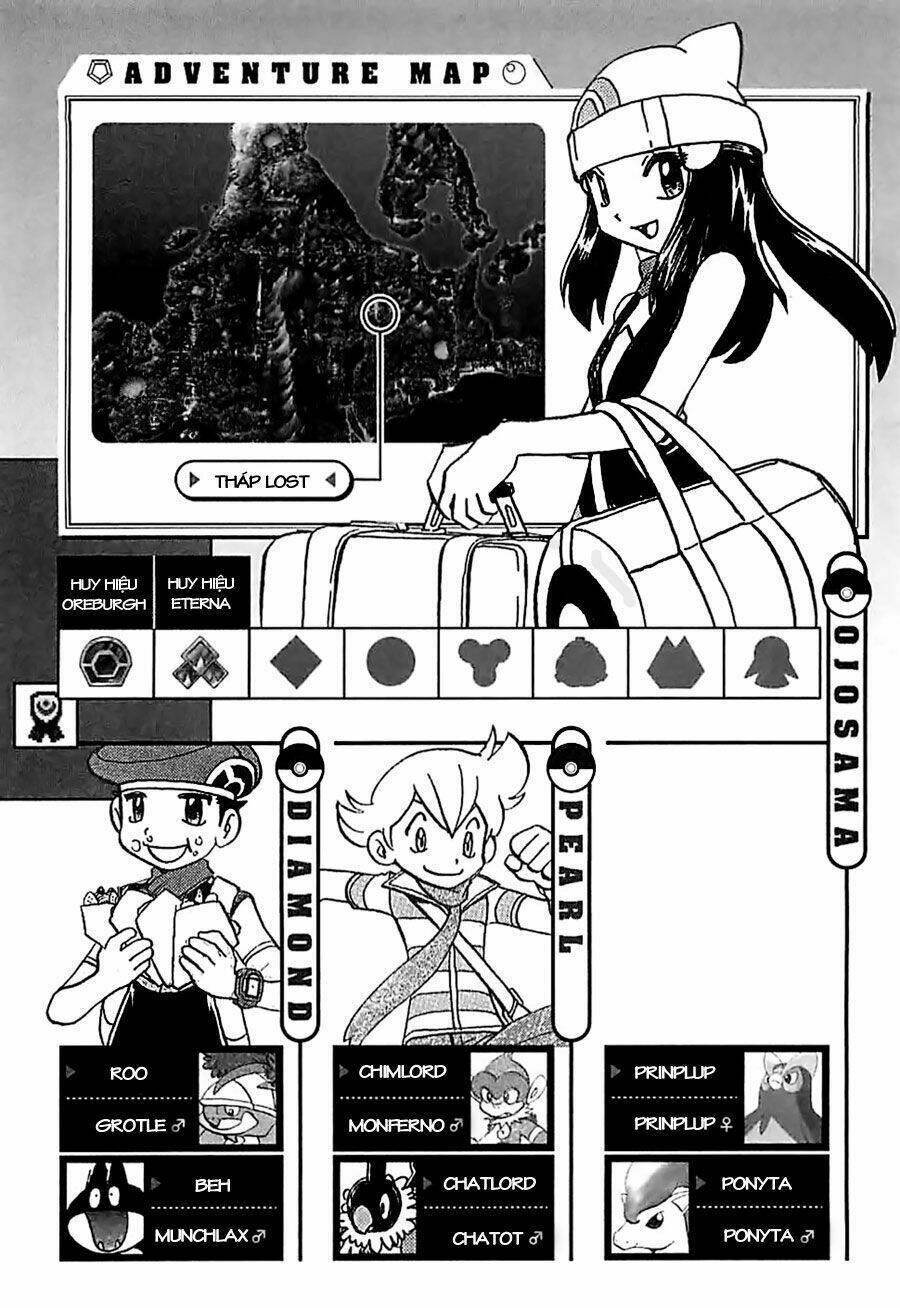 ADVENTURE MAP
THÁP LOST
HUY HIỆU
OREBURGH
HUY HIỆU
ETERNA
OJOSAMA
DIAMOND
PEARL
ROO
GROTLE ♂
BEH
MUNCHLAX ♂
CHIMLORD
MONFERNO ♂
CHATLORD
CHATOT ♂
PRINPLUP
PRINPLUP ♀
PONYTA
PONYTA ♂